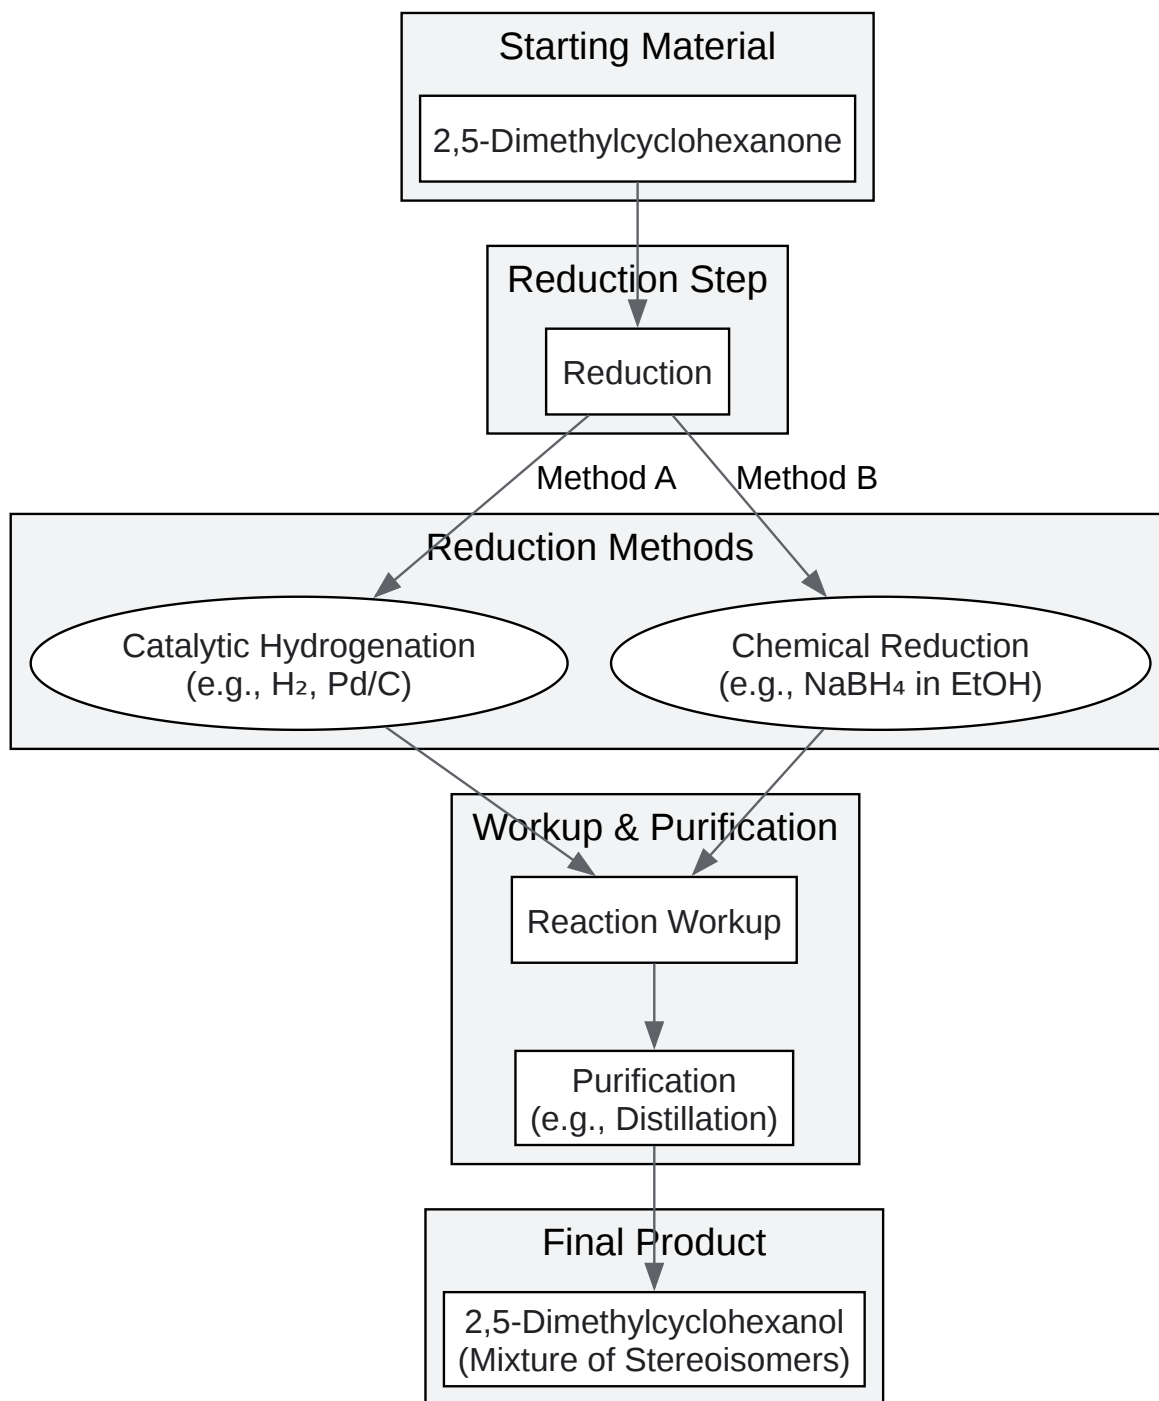 Starting Material
2,5-Dimethylcyclohexanone
Reduction Step
Reduction
Method A
Method B
Reduction Methods
Catalytic Hydrogenation
(e.g., H₂, Pd/C)
Chemical Reduction
(e.g., NaBH₄ in EtOH)
Workup & Purification
Reaction Workup
Purification
(e.g., Distillation)
Final Product
2,5-Dimethylcyclohexanol
(Mixture of Stereoisomers)